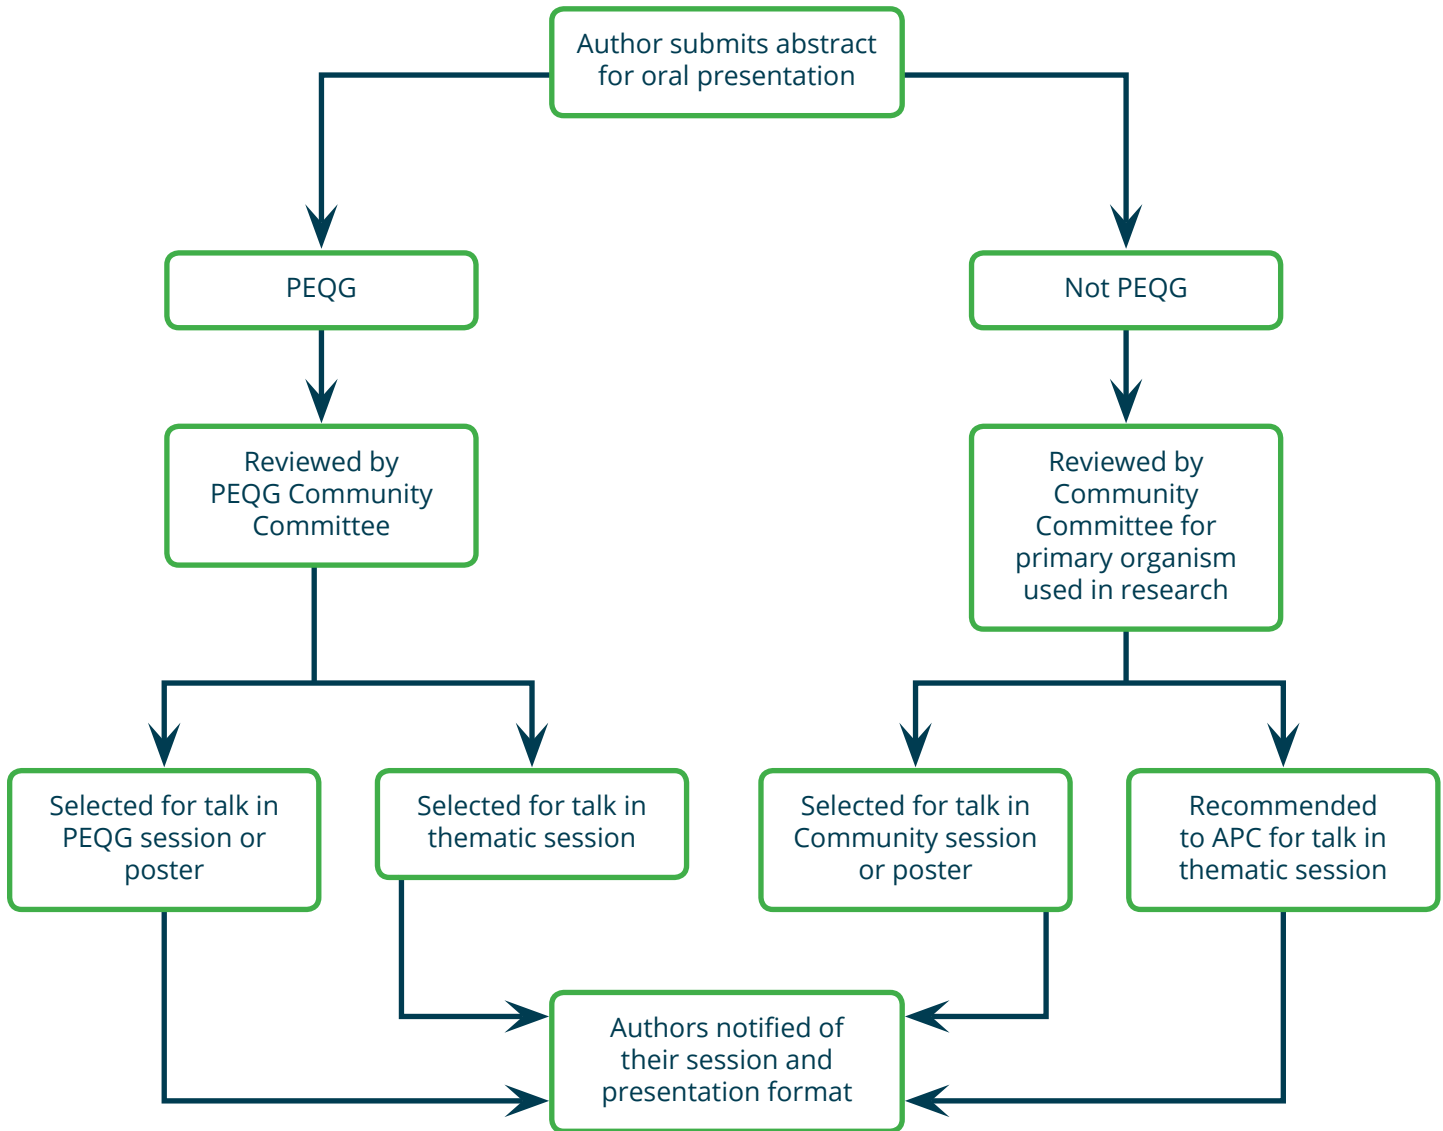 Author submits abstract
for oral presentation
PEQG
Not PEQG
Reviewed by
PEQG Community
Committee
Reviewed by
Community
Committee for
primary organism
used in research
Selected for talk in
PEQG session or
poster
Selected for talk in
thematic session
Selected for talk in
Community session
or poster
Recommended
to APC for talk in
thematic session
Authors notified of
their session and
presentation format